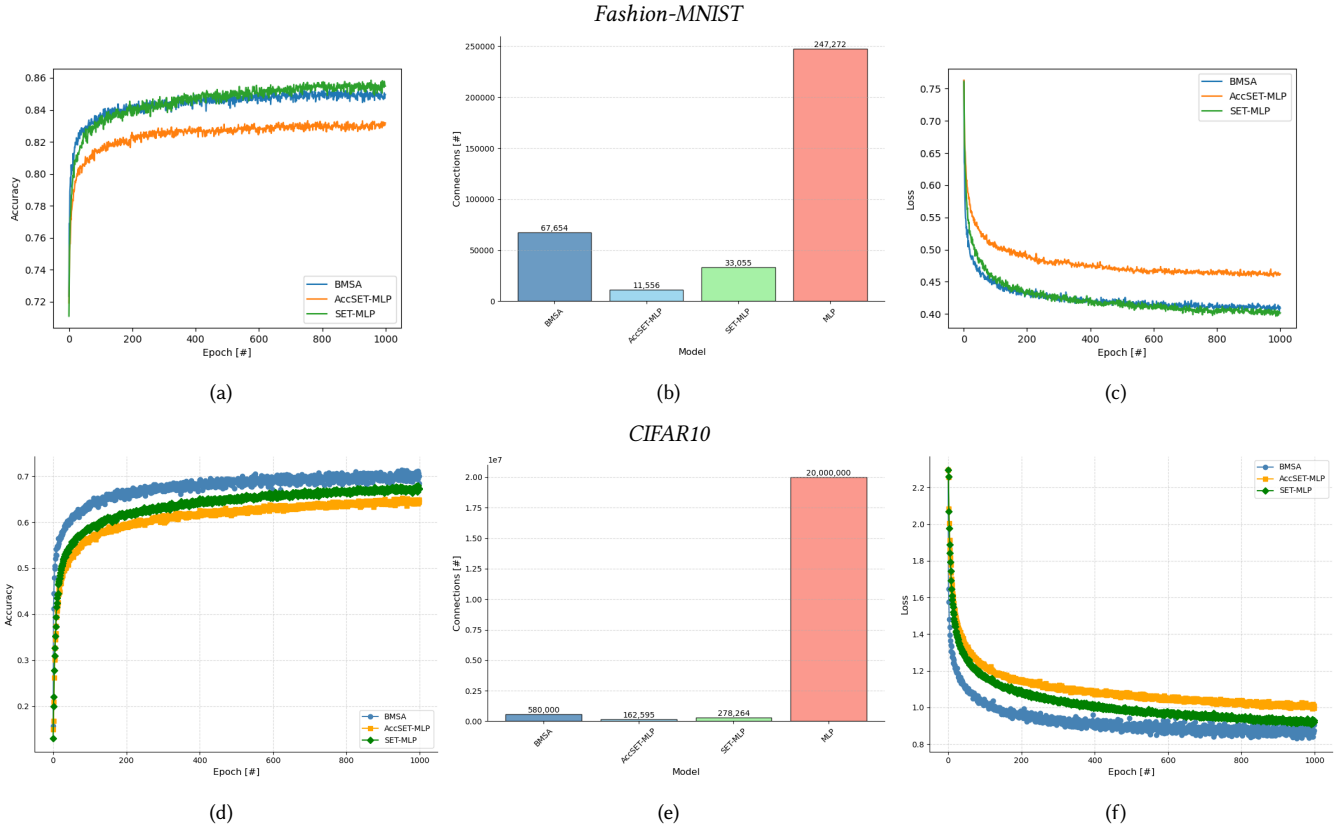 Fashion-MNIST
0.86
0.84
0.82
0.80
0.78
0.76
0.74
0.72
Accuracy
0
200
400
600
800
1000
Epoch [#]
BMSA
AccSET-MLP
SET-MLP
(a)
250000
200000
150000
100000
50000
0
Connections [#]
67,654
11,556
33,055
247,272
BMSA
AccSET-MLP
SET-MLP
MLP
Model
(b)
0.75
0.70
0.65
0.60
0.55
0.50
0.45
0.40
Loss
0
200
400
600
800
1000
Epoch [#]
BMSA
AccSET-MLP
SET-MLP
(c)
CIFAR10
0.7
0.6
0.5
0.4
0.3
0.2
Accuracy
0
200
400
600
800
1000
Epoch [#]
BMSA
AccSET-MLP
SET-MLP
(d)
1e7
2.00
1.75
1.50
1.25
1.00
0.75
0.50
0.25
0.00
Connections [#]
580,000
162,595
278,264
20,000,000
BMSA
AccSET-MLP
SET-MLP
MLP
Model
(e)
2.2
2.0
1.8
1.6
1.4
1.2
1.0
0.8
Loss
0
200
400
600
800
1000
Epoch [#]
BMSA
AccSET-MLP
SET-MLP
(f)